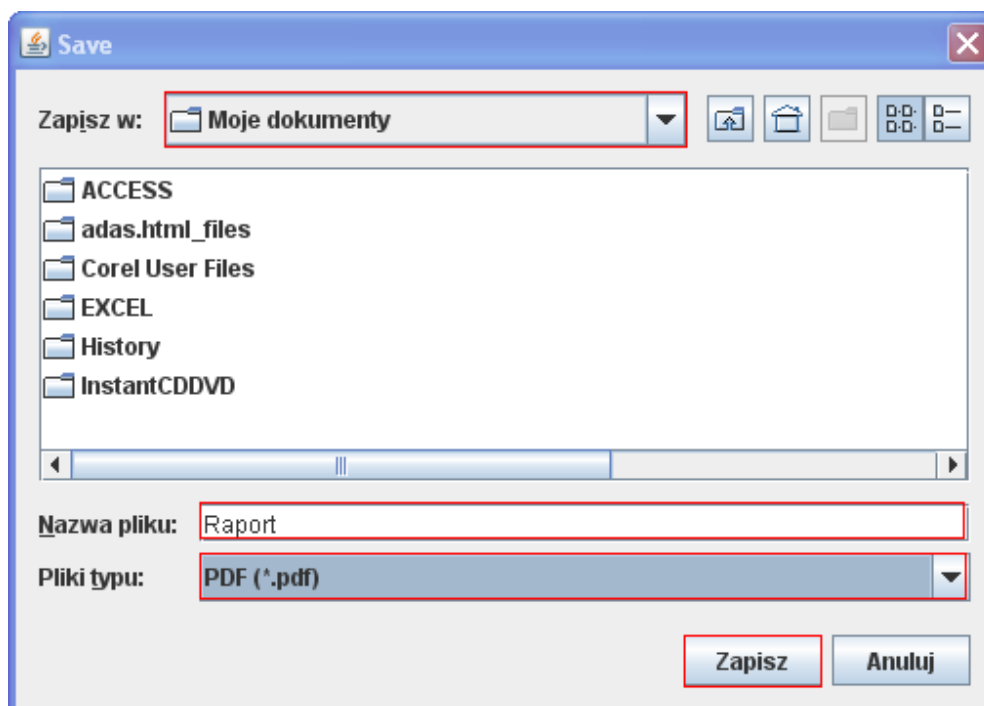 Save
Zapisz w: Moje dokumenty
ACCESS
adas.html_files
Corel User Files
EXCEL
History
InstantCDDVD
Nazwa pliku: Raport
Pliki typu: PDF (*.pdf)
Zapisz Anuluj